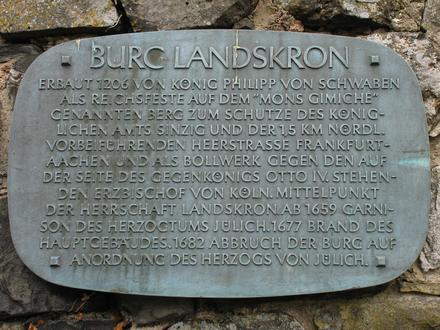 BURG LANDSKRON
ERBAUT 1206 VON KÖNIG PHILIPP VON SCHWABEN
ALS REICHSFESTE AUF DEM "MONS GIMICHE"
GENANNTEN BERG ZUM SCHUTZE DES KÖNIG-
LICHEN AMTS SINZIG UND DER 1,5 KM NÖRDL.
VORBEIFÜHRENDEN HEERSTRASSE FRANKFURT-
AACHEN UND ALS BOLLWERK GEGEN DEN AUF
DER SEITE DES GEGENKÖNIGS OTTO IV. STEHEN-
DEN ERZBISCHOF VON KÖLN. MITTELPUNKT
DER HERRSCHAFT LANDSKRON. AB 1659 GARNI-
SON DES HERZOGTUMS JÜLICH. 1677 BRAND DES
HAUPTGEBÄUDES. 1682 ABBRUCH DER BURG AUF
ANORDNUNG DES HERZOGS VON JÜLICH.